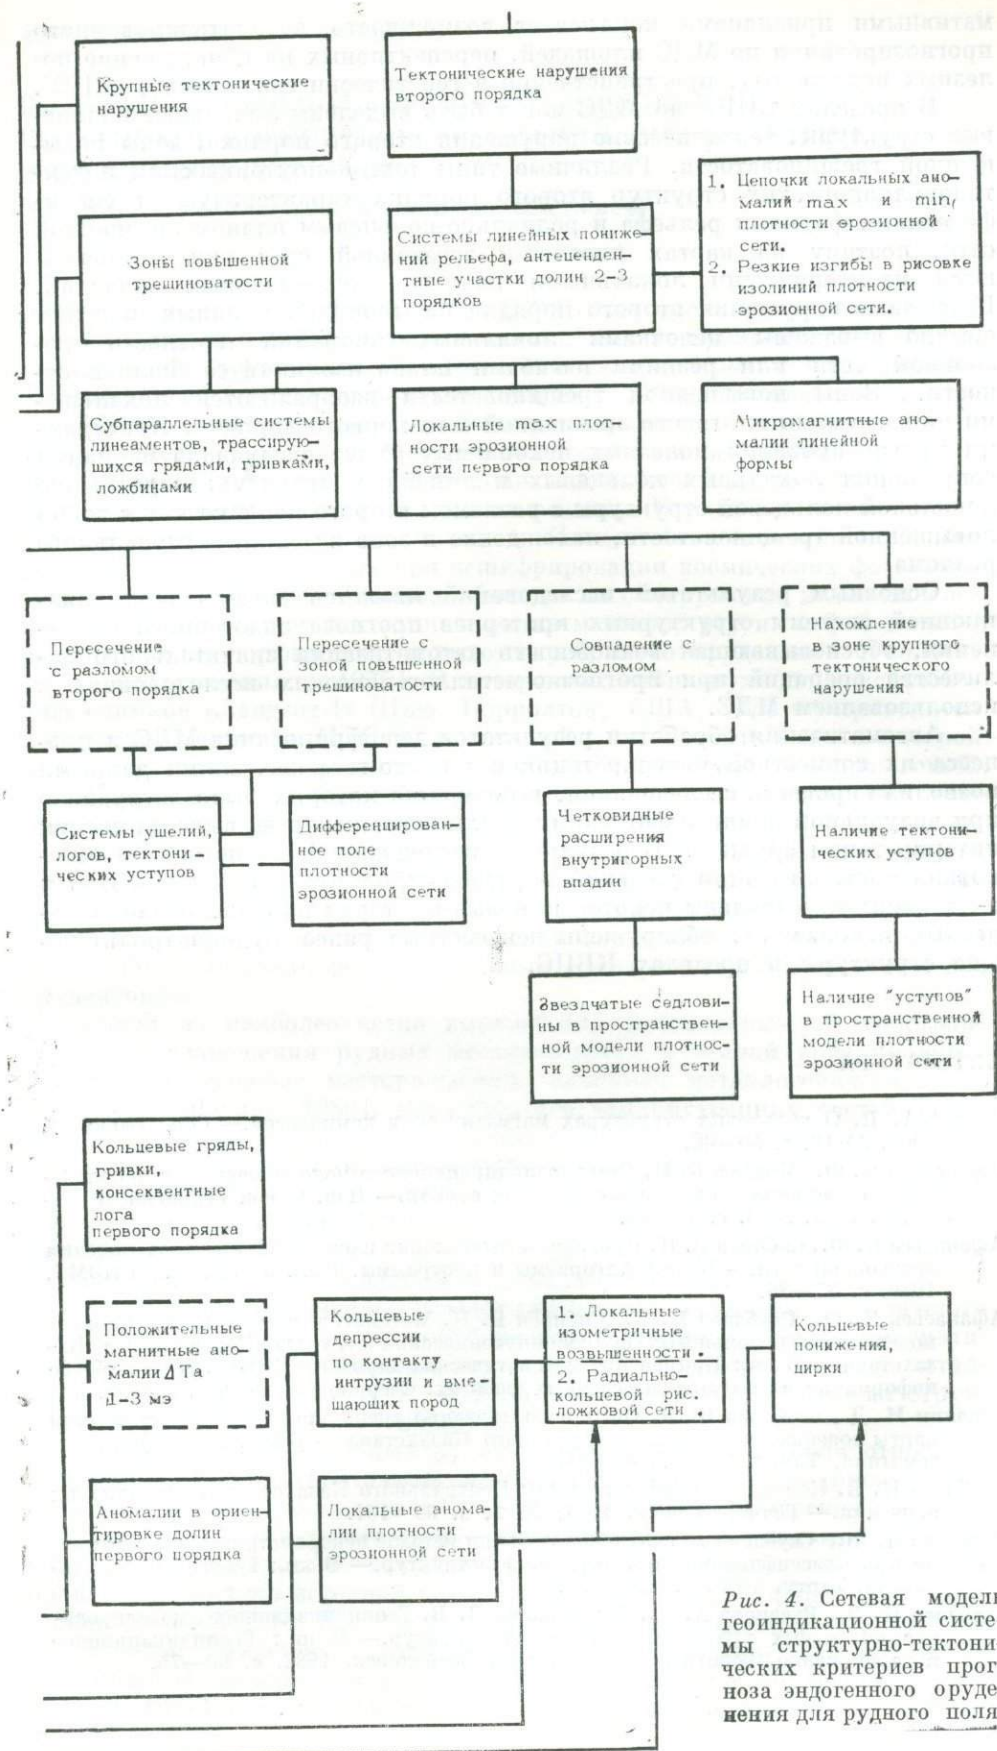 Крупные тектонические
нарушения
Тектонические нарушения
второго порядка
Зоны повышенной
трешиноватости
Системы линейных пониже-
ний рельефа, антецендент-
ные участки долин 2-3
порядков
1. Цепочки локальных ано-
малий max и min,
плотности ерозионной
сети.
2. Резкие изгибы в рисовке
изолиний плотности
эрозионной сети.
Субпараллельные системы
линеаментов, трассирую-
шихся грядами, гривками,
ложбинами
Локальные max плот-
ности эрозионной
сети первого порядка
Микромагнитные ано-
малии линейной
формы
Пересечение
с разломами
второго порядка
Пересечение с
зоной повышенной
трешиноватости
Совпадение с
разломом
Нахождение
в зоне крупного
тектонического
нарушения
Системы ушелий,
логов, тектони-
ческих уступов
Дифференцирован-
ное поле
плотности
эрозионной сети
Четковидные
расширения
внутригорных
впадин
Наличие тектони-
ческих уступов
Звездчатые седлови-
ны в пространствен-
ной модели плотнос-
ти эрозионной сети
Наличие "уступов"
в пространственной
модели плотности
эрозионной сети
Кольцевые гряды,
гривки,
консеквентные
лога
первого порядка
Положительные
магнитные ано-
малии Δ Та
1-3 мэ
Кольцевые
депрессии
по контакту
интрузии и вме-
щающих пород
1. Локальные
изометричные
возвышенности.
2. Радиально-
кольцевой рис.
ложковой сети
Кольцевые
понижения,
цирки
Аномалии в ориен-
тировке долин
первого порядка
Локальные анома-
лии плотности
эрозионной сети
Рис. 4. Сетевая модель
геоиндикационной систе-
мы структурно-тектони-
ческих критериев прог-
ноза эндогенного оруде-
нения для рудного поля